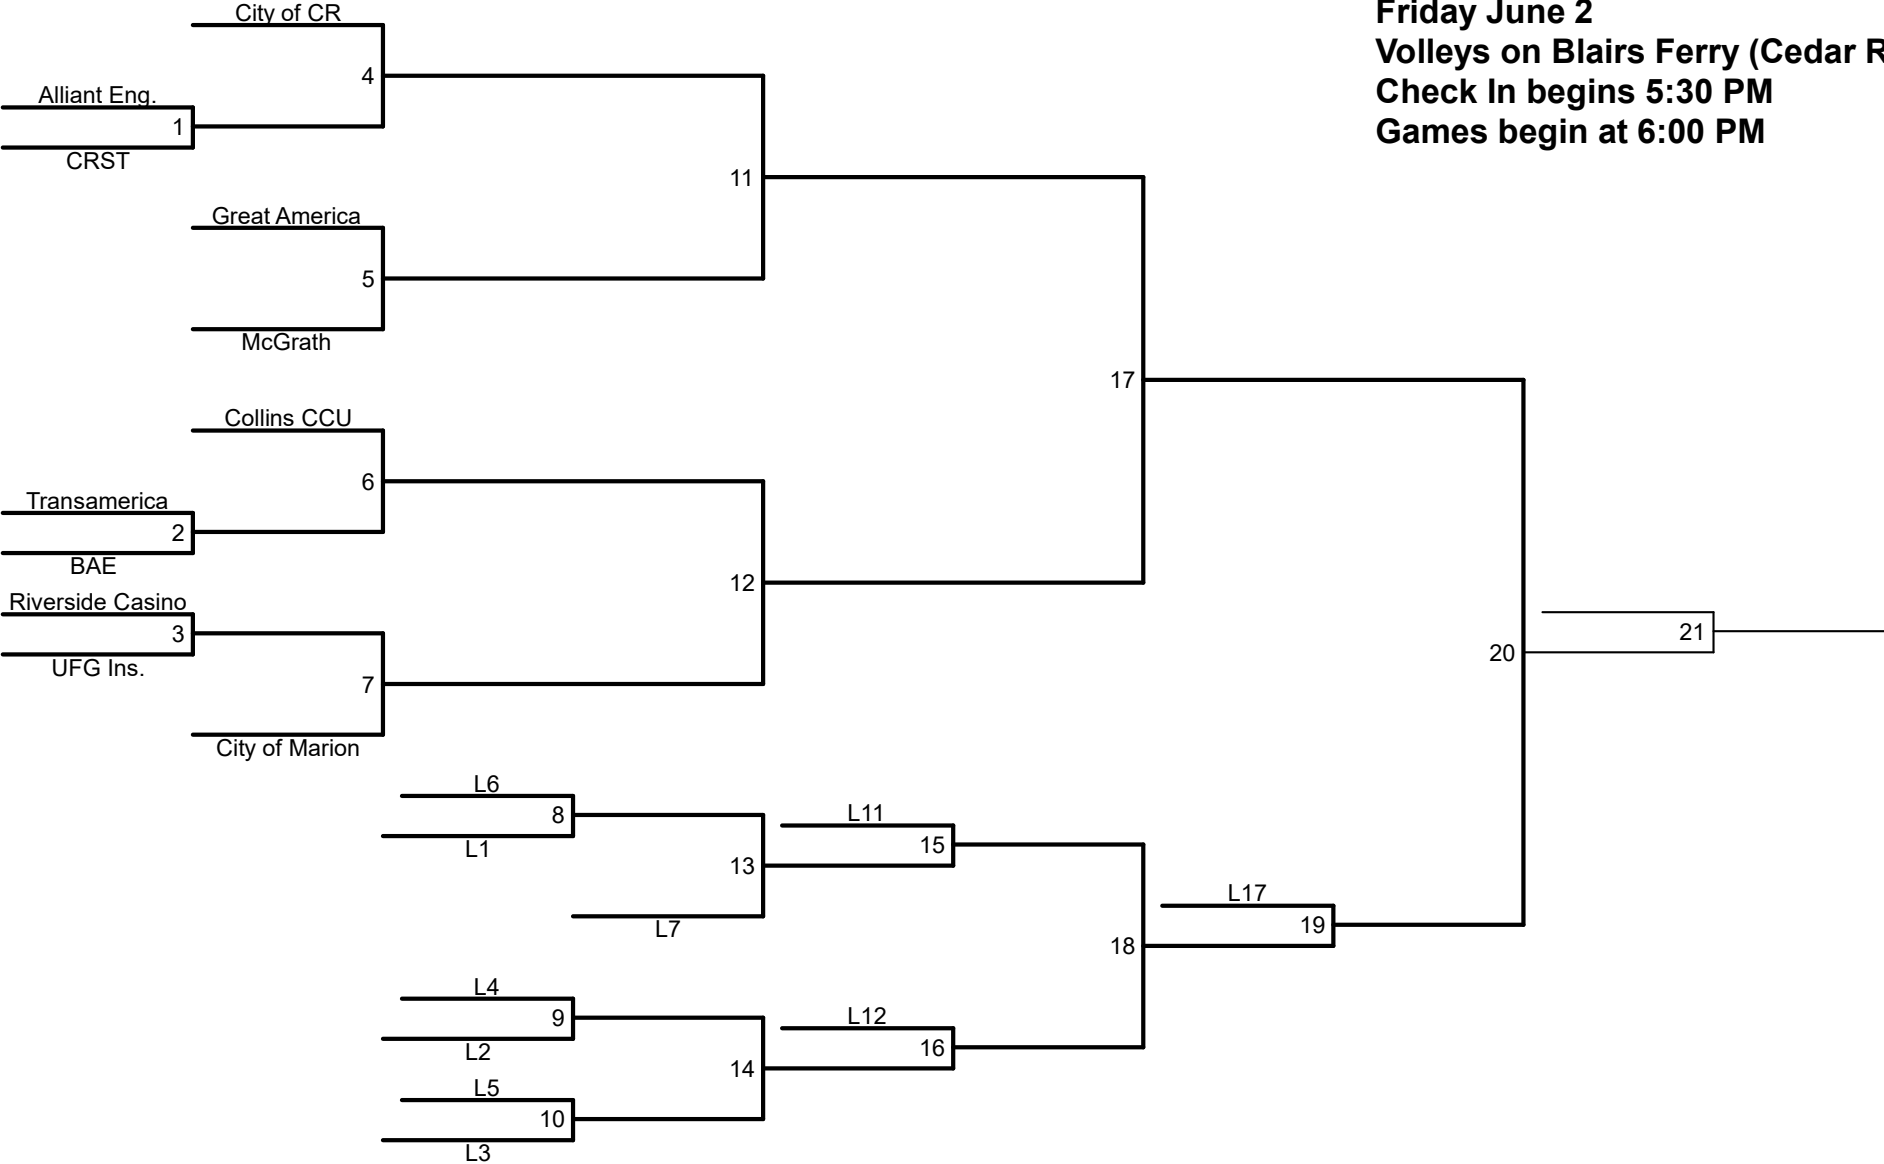 Friday June 2
Volleys on Blairs Ferry (Cedar R
Check In begins 5:30 PM
Games begin at 6:00 PM
City of CR
4
Alliant Eng.
1
CRST
11
Great America
5
McGrath
17
Collins CCU
6
Transamerica
2
BAE
12
Riverside Casino
3
UFG Ins.
7
City of Marion
21
20
L6
8
L1
L11
15
13
L7
L17
19
18
L4
9
L2
L12
16
14
L5
10
L3